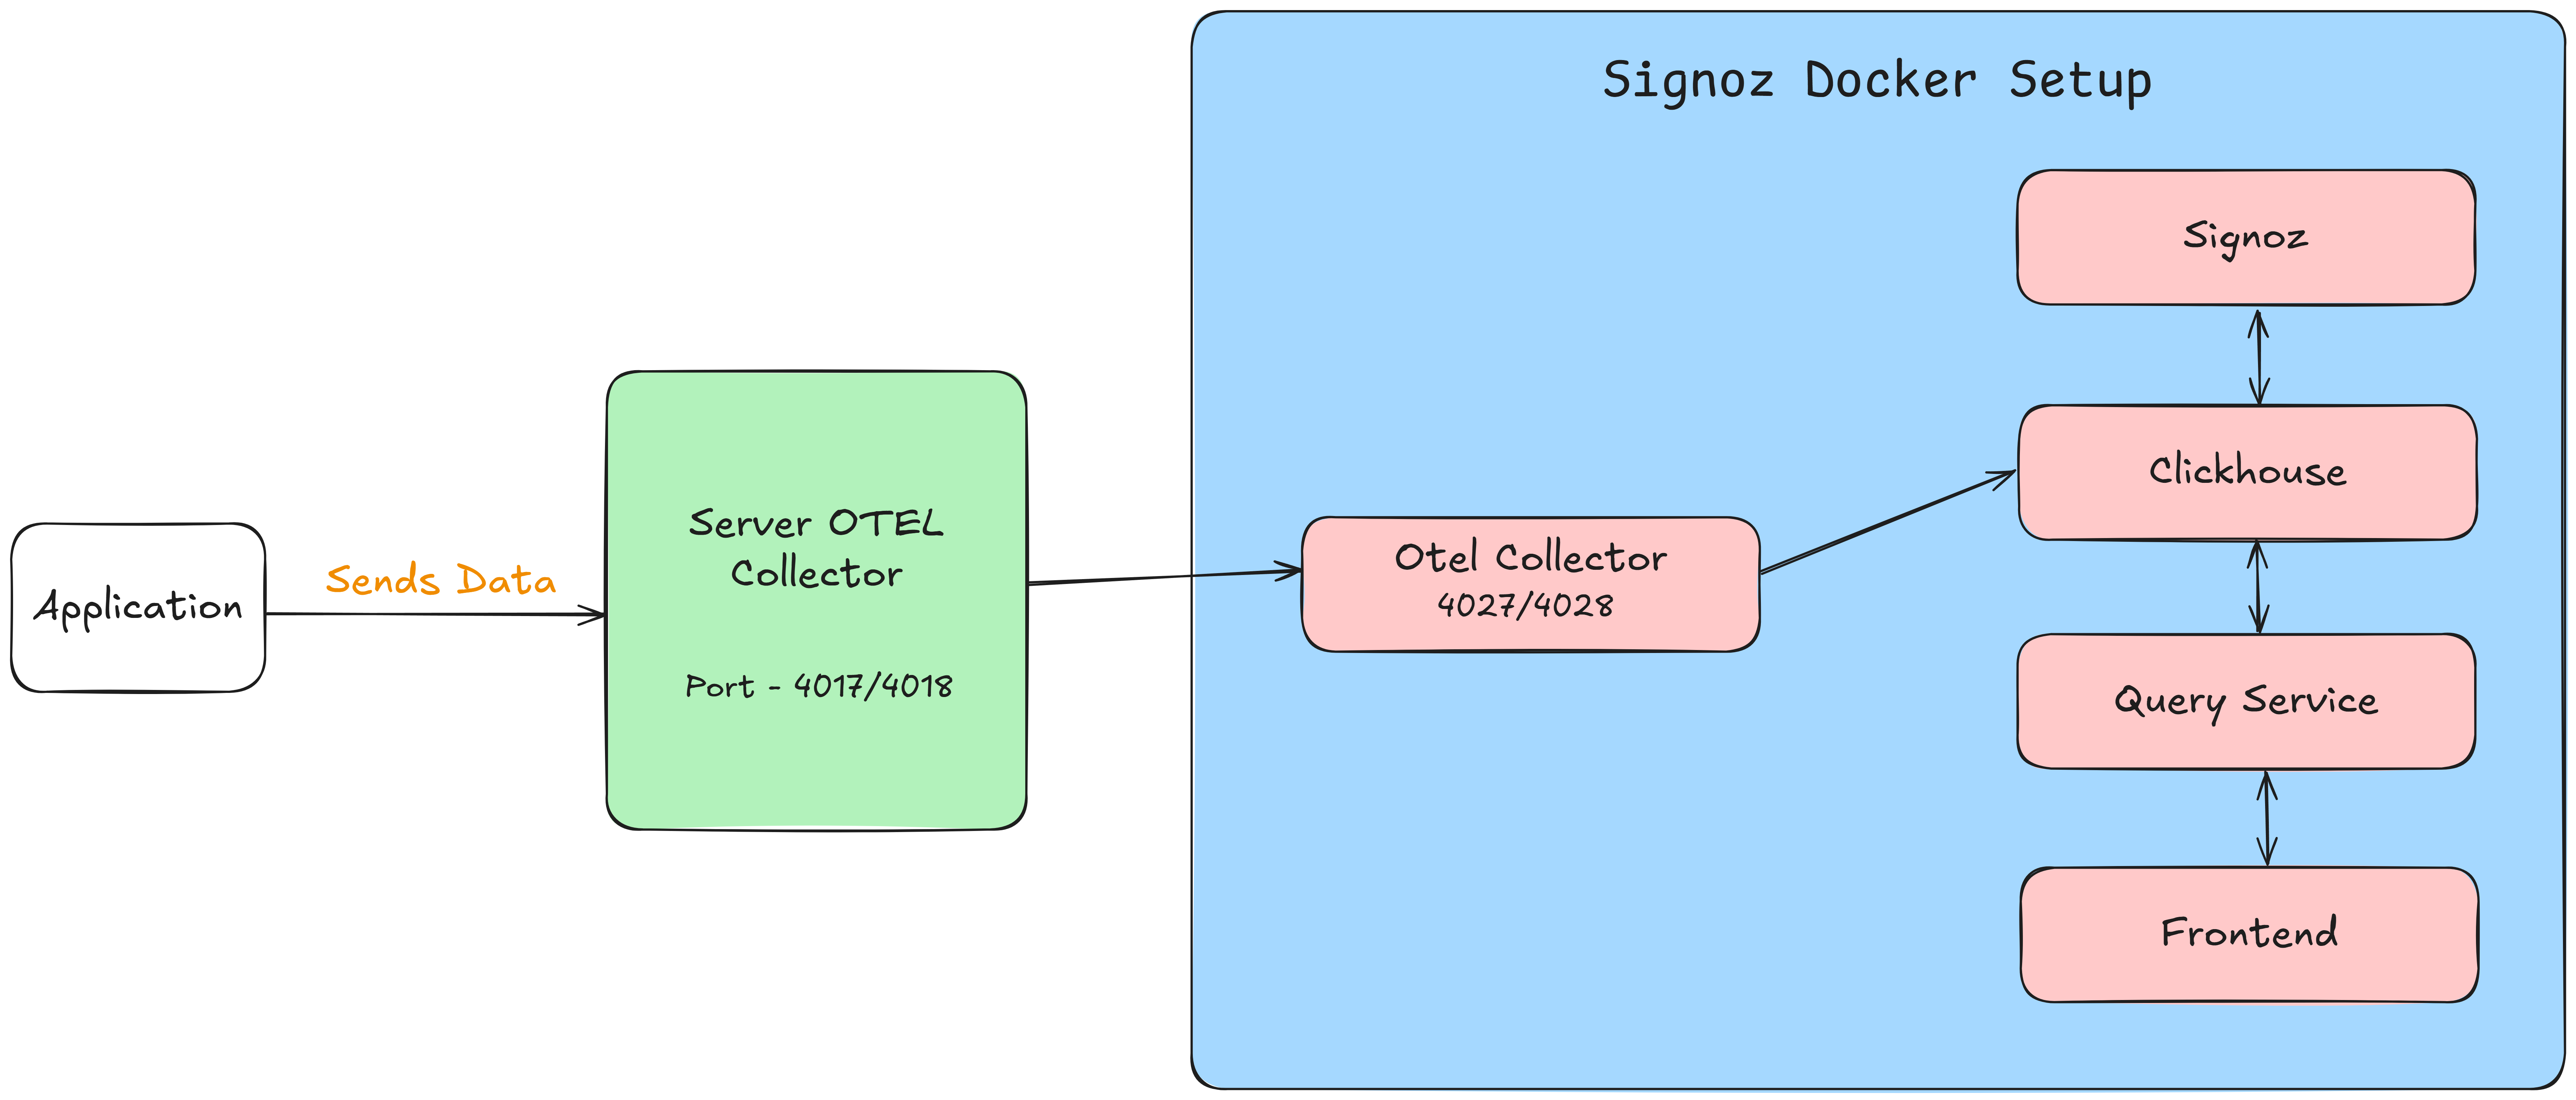 Signoz Docker Setup
Application
Sends Data
Server OTEL
Collector
Port - 4017/4018
Otel Collector
4027/4028
Signoz
Clickhouse
Query Service
Frontend